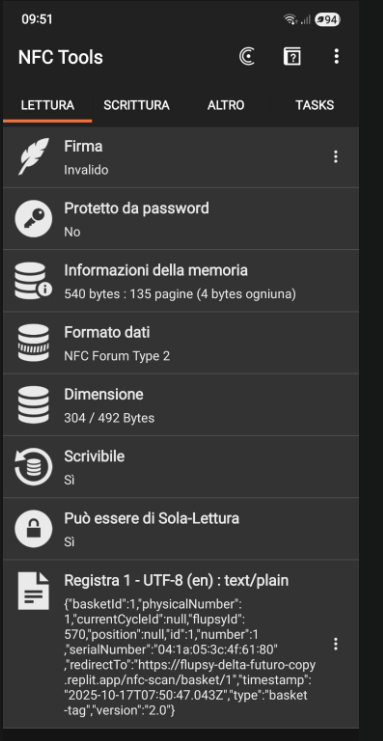 09:51
94
NFC Tools
LETTURA SCRITTURA ALTRO TASKS
Firma
Invalido
Protetto da password
No
Informazioni della memoria
540 bytes : 135 pagine (4 bytes ogniuna)
Formato dati
NFC Forum Type 2
Dimensione
304 / 492 Bytes
Scrivibile
Sì
Può essere di Sola-Lettura
Sì
Registra 1 - UTF-8 (en) : text/plain
{"basketId":1,"physicalNumber":
1,"currentCycleId":null,"flupsyId":
570,"position":null,"id":1,"number":1
,"serialNumber":"04:1a:05:3c:4f:61:80"
,"redirectTo":"https://flupsy-delta-futuro-copy
.replit.app/nfc-scan/basket/1","timestamp":
"2025-10-17T07:50:47.043Z","type":"basket
-tag","version":"2.0"}